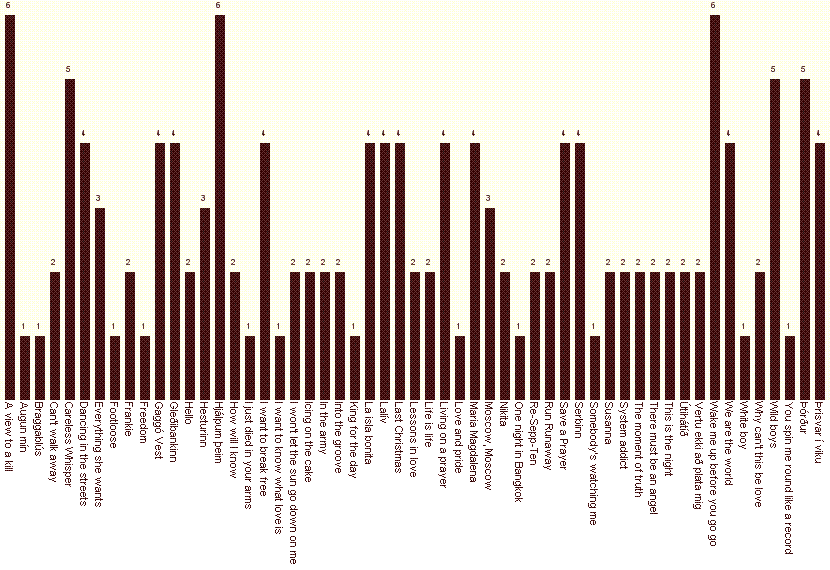 6
1
1
2
5
4
3
1
2
1
4
4
2
3
6
2
1
4
1
2
2
2
2
1
4
4
4
2
2
4
1
4
3
2
1
2
2
4
4
1
2
2
2
2
2
2
2
6
4
1
2
5
1
5
4
A view to a kill
Augun mín
Braggablús
Can't walk away
Careless Whisper
Dancing in the streets
Everything she wants
Footloose
Frankie
Freedom
Gaggó Vest
Gleðibankinn
Hello
Hesturinn
Hjálpum þeim
How will I know
I just died in your arms
I want to break free
I want to know what love is
I won't let the sun go down on me
Icing on the cake
In the army
Into the groove
King for the day
La isla bonita
Lalív
Last Christmas
Lessons in love
Life is life
Living on a prayer
Love and pride
María Magdalena
Moscow, Moscow
Nikita
One night in Bangkok
Re-Sepp-Ten
Run Runaway
Save a Prayer
Serbinn
Somebody's watching me
Susanna
System addict
The moment of truth
There must be an angel
This is the night
Útihátíð
Vertu ekki að plata mig
Wake me up before you go go
We are the world
White boy
Why can't this be love
Wild boys
You spin me round like a record
Þórður
Þrisvar í viku